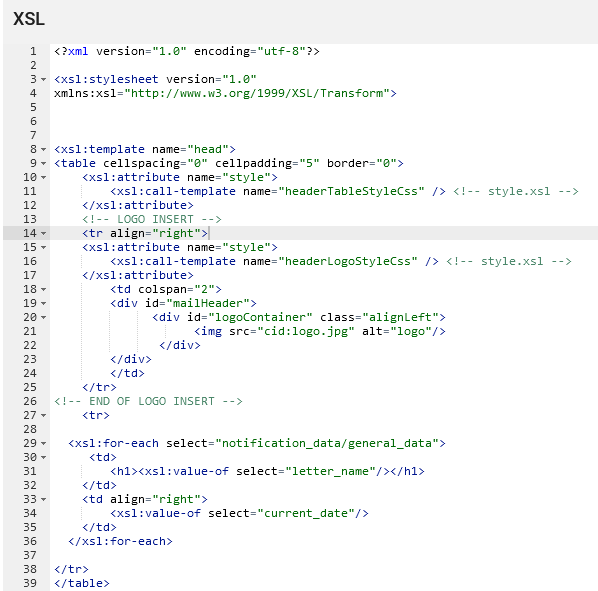 XSL
1 <?xml version="1.0" encoding="utf-8"?>
2
3 <xsl:stylesheet version="1.0"
4 xmlns:xsl="http://www.w3.org/1999/XSL/Transform">
5
6
7
8 <xsl:template name="head">
9 <table cellspacing="0" cellpadding="5" border="0">
10     <xsl:attribute name="style">
11         <xsl:call-template name="headerTableStyleCss" /> <!-- style.xsl -->
12     </xsl:attribute>
13     <!-- LOGO INSERT -->
14     <tr align="right">
15     <xsl:attribute name="style">
16         <xsl:call-template name="headerLogoStyleCss" /> <!-- style.xsl -->
17     </xsl:attribute>
18         <td colspan="2">
19         <div id="mailHeader">
20               <div id="logoContainer" class="alignLeft">
21                     <img src="cid:logo.jpg" alt="logo"/>
22                </div>
23         </div>
24         </td>
25     </tr>
26 <!-- END OF LOGO INSERT -->
27     <tr>
28
29   <xsl:for-each select="notification_data/general_data">
30      <td>
31         <h1><xsl:value-of select="letter_name"/></h1>
32     </td>
33     <td align="right">
34         <xsl:value-of select="current_date"/>
35     </td>
36   </xsl:for-each>
37
38 </tr>
39 </table>